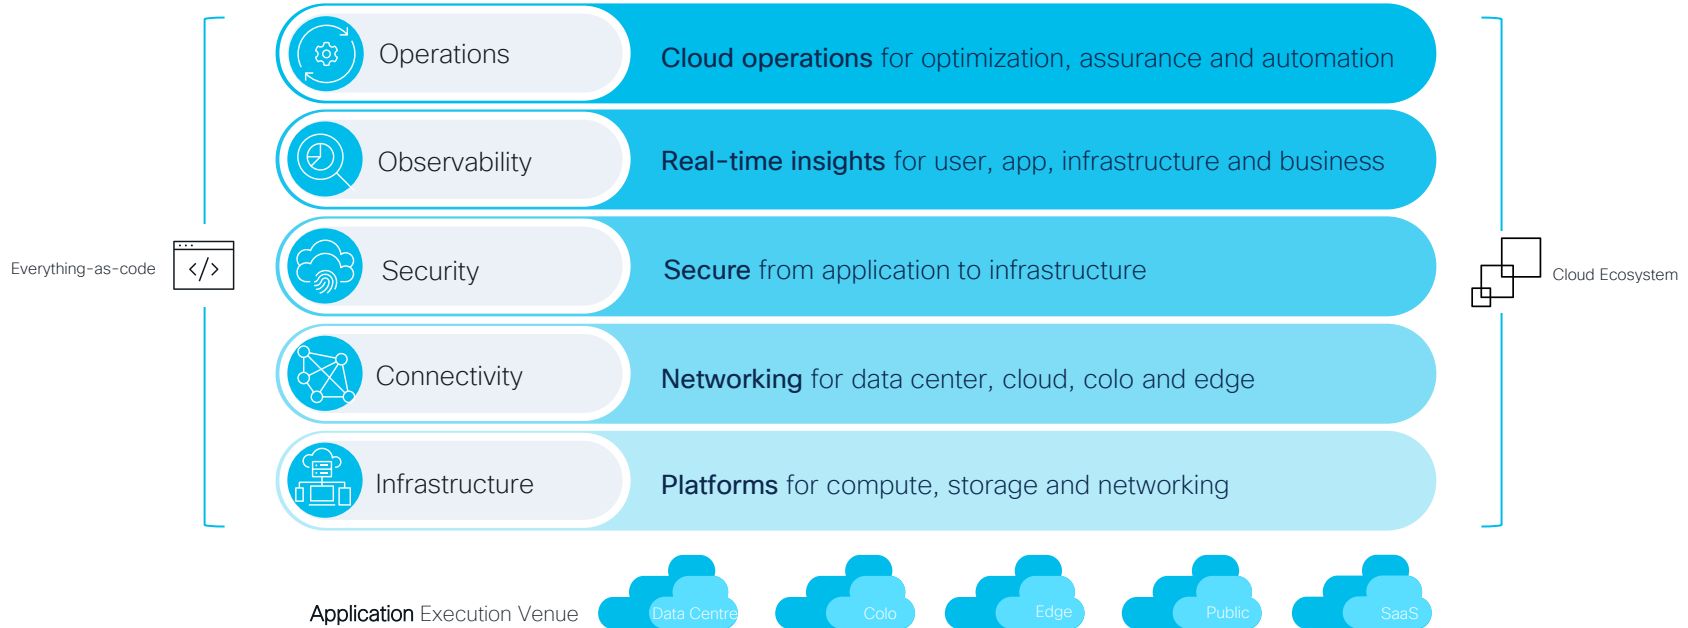 Operations
Cloud operations for optimization, assurance and automation
Observability
Real-time insights for user, app, infrastructure and business
Everything-as-code
</>
Security
Secure from application to infrastructure
Cloud Ecosystem
Connectivity
Networking for data center, cloud, colo and edge
Infrastructure
Platforms for compute, storage and networking
Application Execution Venue
Data Centre
Colo
Edge
Public
SaaS